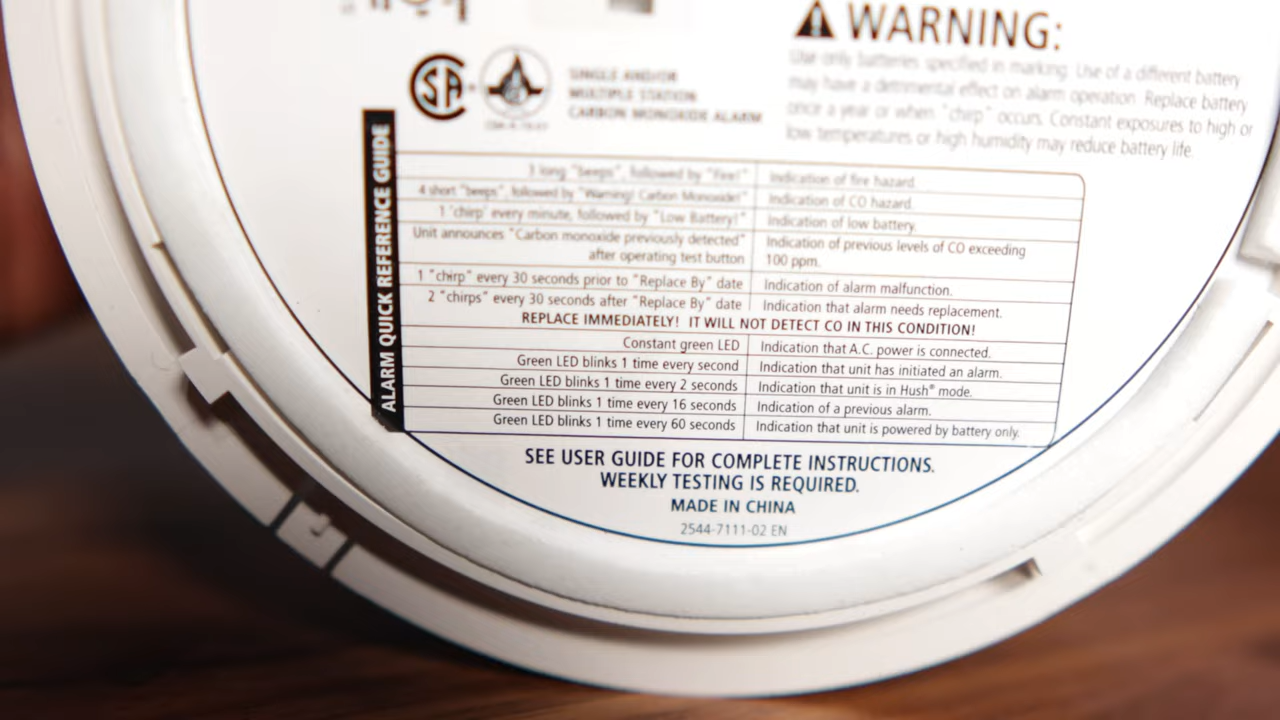 WARNING:
Use only batteries specified in marking. Use of a different battery
may have a detrimental effect on alarm operation. Replace battery
once a year or when "chirp" occurs. Constant exposures to high or
low temperatures or high humidity may reduce battery life.
SA
SINGLE AND/OR
MULTIPLE STATION
CARBON MONOXIDE ALARM
ALARM QUICK REFERENCE GUIDE
3 long "beeps", followed by "Fire!" Indication of fire hazard.
4 short "beeps", followed by "Warning! Carbon Monoxide!" Indication of CO hazard.
1 "chirp" every minute, followed by "Low Battery!" Indication of low battery.
Unit announces "Carbon monoxide previously detected" Indication of previous levels of CO exceeding
after operating test button 100 ppm.
1 "chirp" every 30 seconds prior to "Replace By" date Indication of alarm malfunction.
2 "chirps" every 30 seconds after "Replace By" date Indication that alarm needs replacement.
REPLACE IMMEDIATELY! IT WILL NOT DETECT CO IN THIS CONDITION!
Constant green LED Indication that A.C. power is connected.
Green LED blinks 1 time every second Indication that unit has initiated an alarm.
Green LED blinks 1 time every 2 seconds Indication that unit is in Hush® mode.
Green LED blinks 1 time every 16 seconds Indication of a previous alarm.
Green LED blinks 1 time every 60 seconds Indication that unit is powered by battery only.
SEE USER GUIDE FOR COMPLETE INSTRUCTIONS.
WEEKLY TESTING IS REQUIRED.
MADE IN CHINA
2544-7111-02 EN